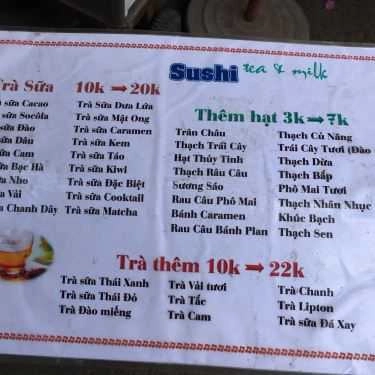 Sushi tea & milk
Trà Sữa 10k → 20k
sữa Cacao
sữa Socôla
sữa Đào
sữa Dâu
sữa Cam
sữa Bạc Hà
sữa Nho
sữa Vải
sữa Chanh Dây
Trà Sữa Dưa Lứa
Trà sữa Mật Ong
Trà sữa Caramen
Trà sữa Kem
Trà sữa Táo
Trà sữa Kiwi
Trà sữa Đặc Biệt
Trà sữa Cooktail
Trà sữa Matcha
Thêm hạt 3k → 7k
Trân Châu
Thạch Trái Cây
Hạt Thủy Tinh
Thạch Râu Câu
Sương Sáo
Rau Câu Phô Mai
Bánh Caramen
Rau Câu Bánh Plan
Thạch Củ Năng
Trái Cây Tươi (Đào
Thạch Dừa
Thạch Bắp
Phô Mai Tươi
Thạch Nhãn Nhục
Khúc Bạch
Thạch Sen
Trà thêm 10k → 22k
Trà sữa Thái Xanh
Trà sữa Thái Đỏ
Trà Đào miếng
Trà Vải tươi
Trà Tắc
Trà Cam
Trà Chanh
Trà Lipton
Trà sữa Đá Xay